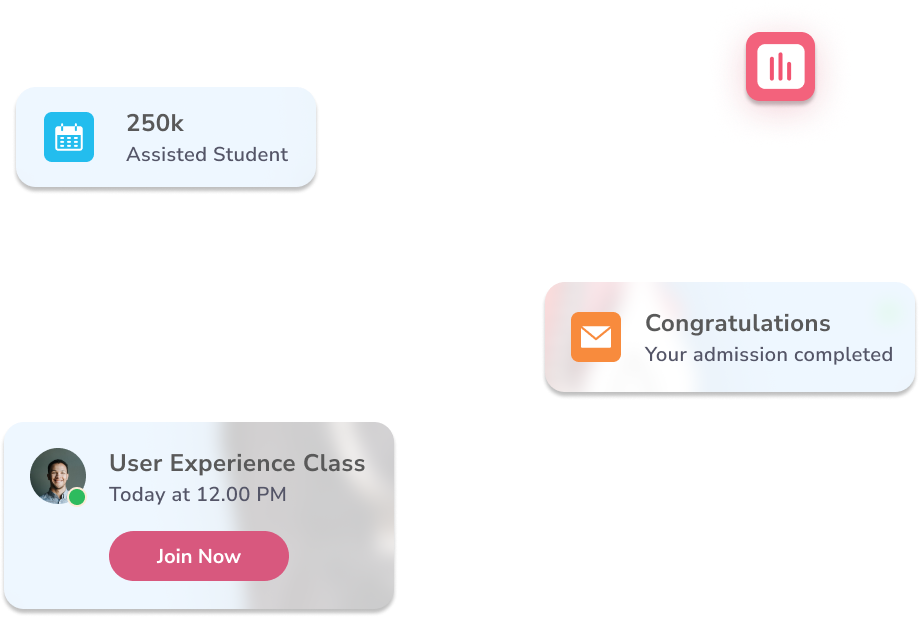 250k
Assisted Student
Congratulations
Your admission completed
User Experience Class
Today at 12.00 PM
Join Now